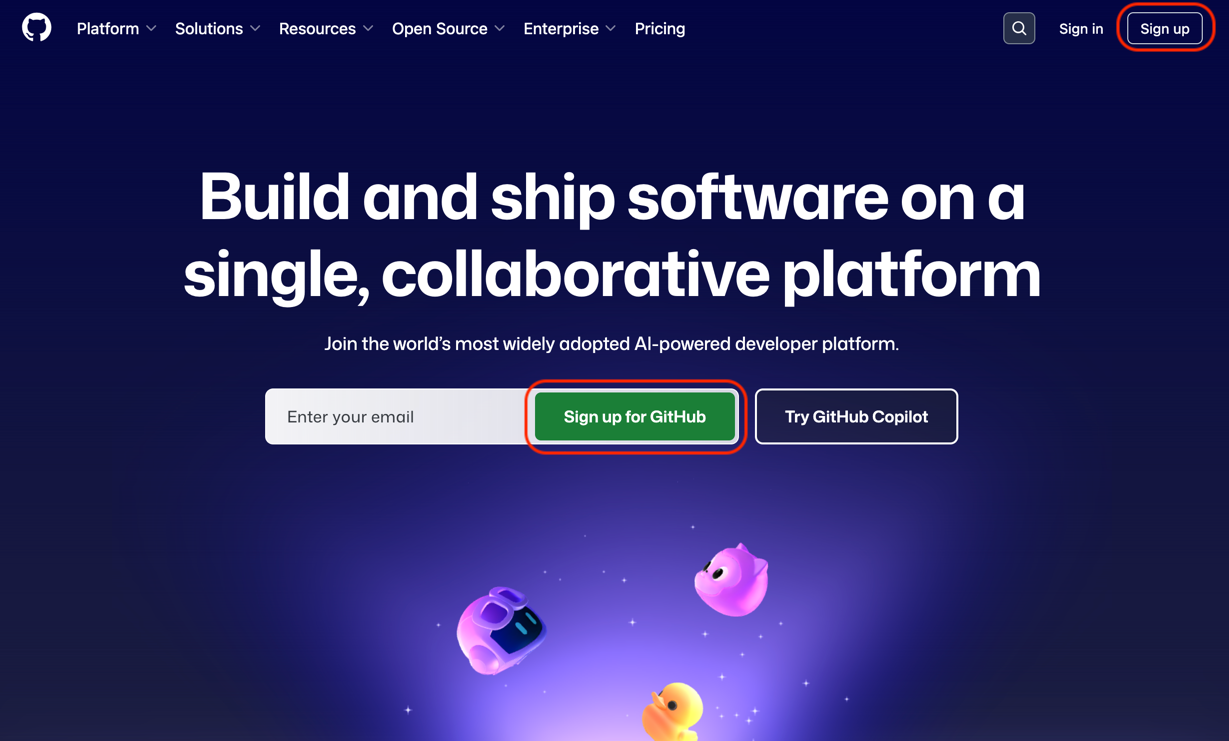 Platform Solutions Resources Open Source Enterprise Pricing Sign in Sign up
Build and ship software on a
single, collaborative platform
Join the world’s most widely adopted AI-powered developer platform.
Enter your email Sign up for GitHub Try GitHub Copilot